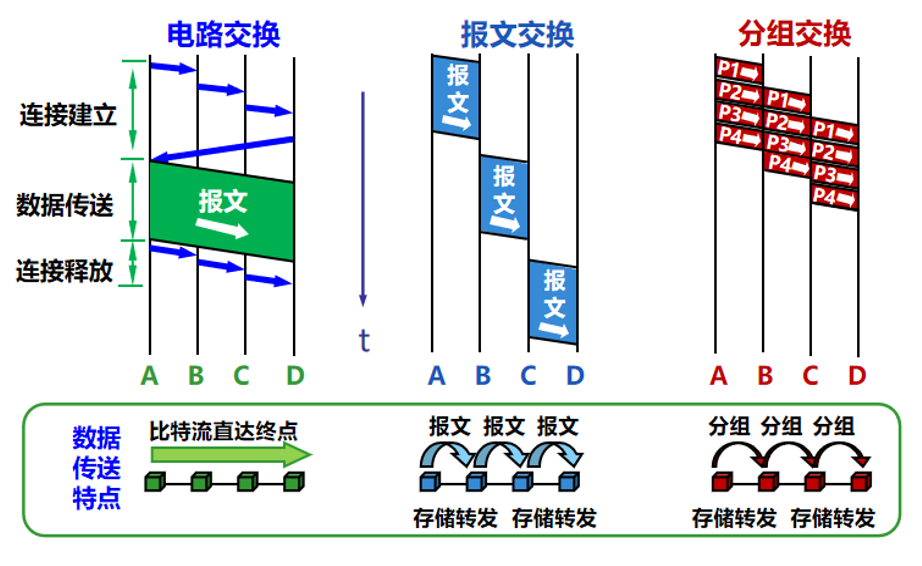 电路交换
报文交换
分组交换
连接建立
数据传送
连接释放
报文
t
A B C D
报
文
报
文
报
文
A B C D
P1
P2
P3
P4
P1
P2
P3
P4
P1
P2
P3
P4
A B C D
数据
传送
特点
比特流直达终点
报文 报文 报文
存储转发 存储转发
分组 分组 分组
存储转发 存储转发